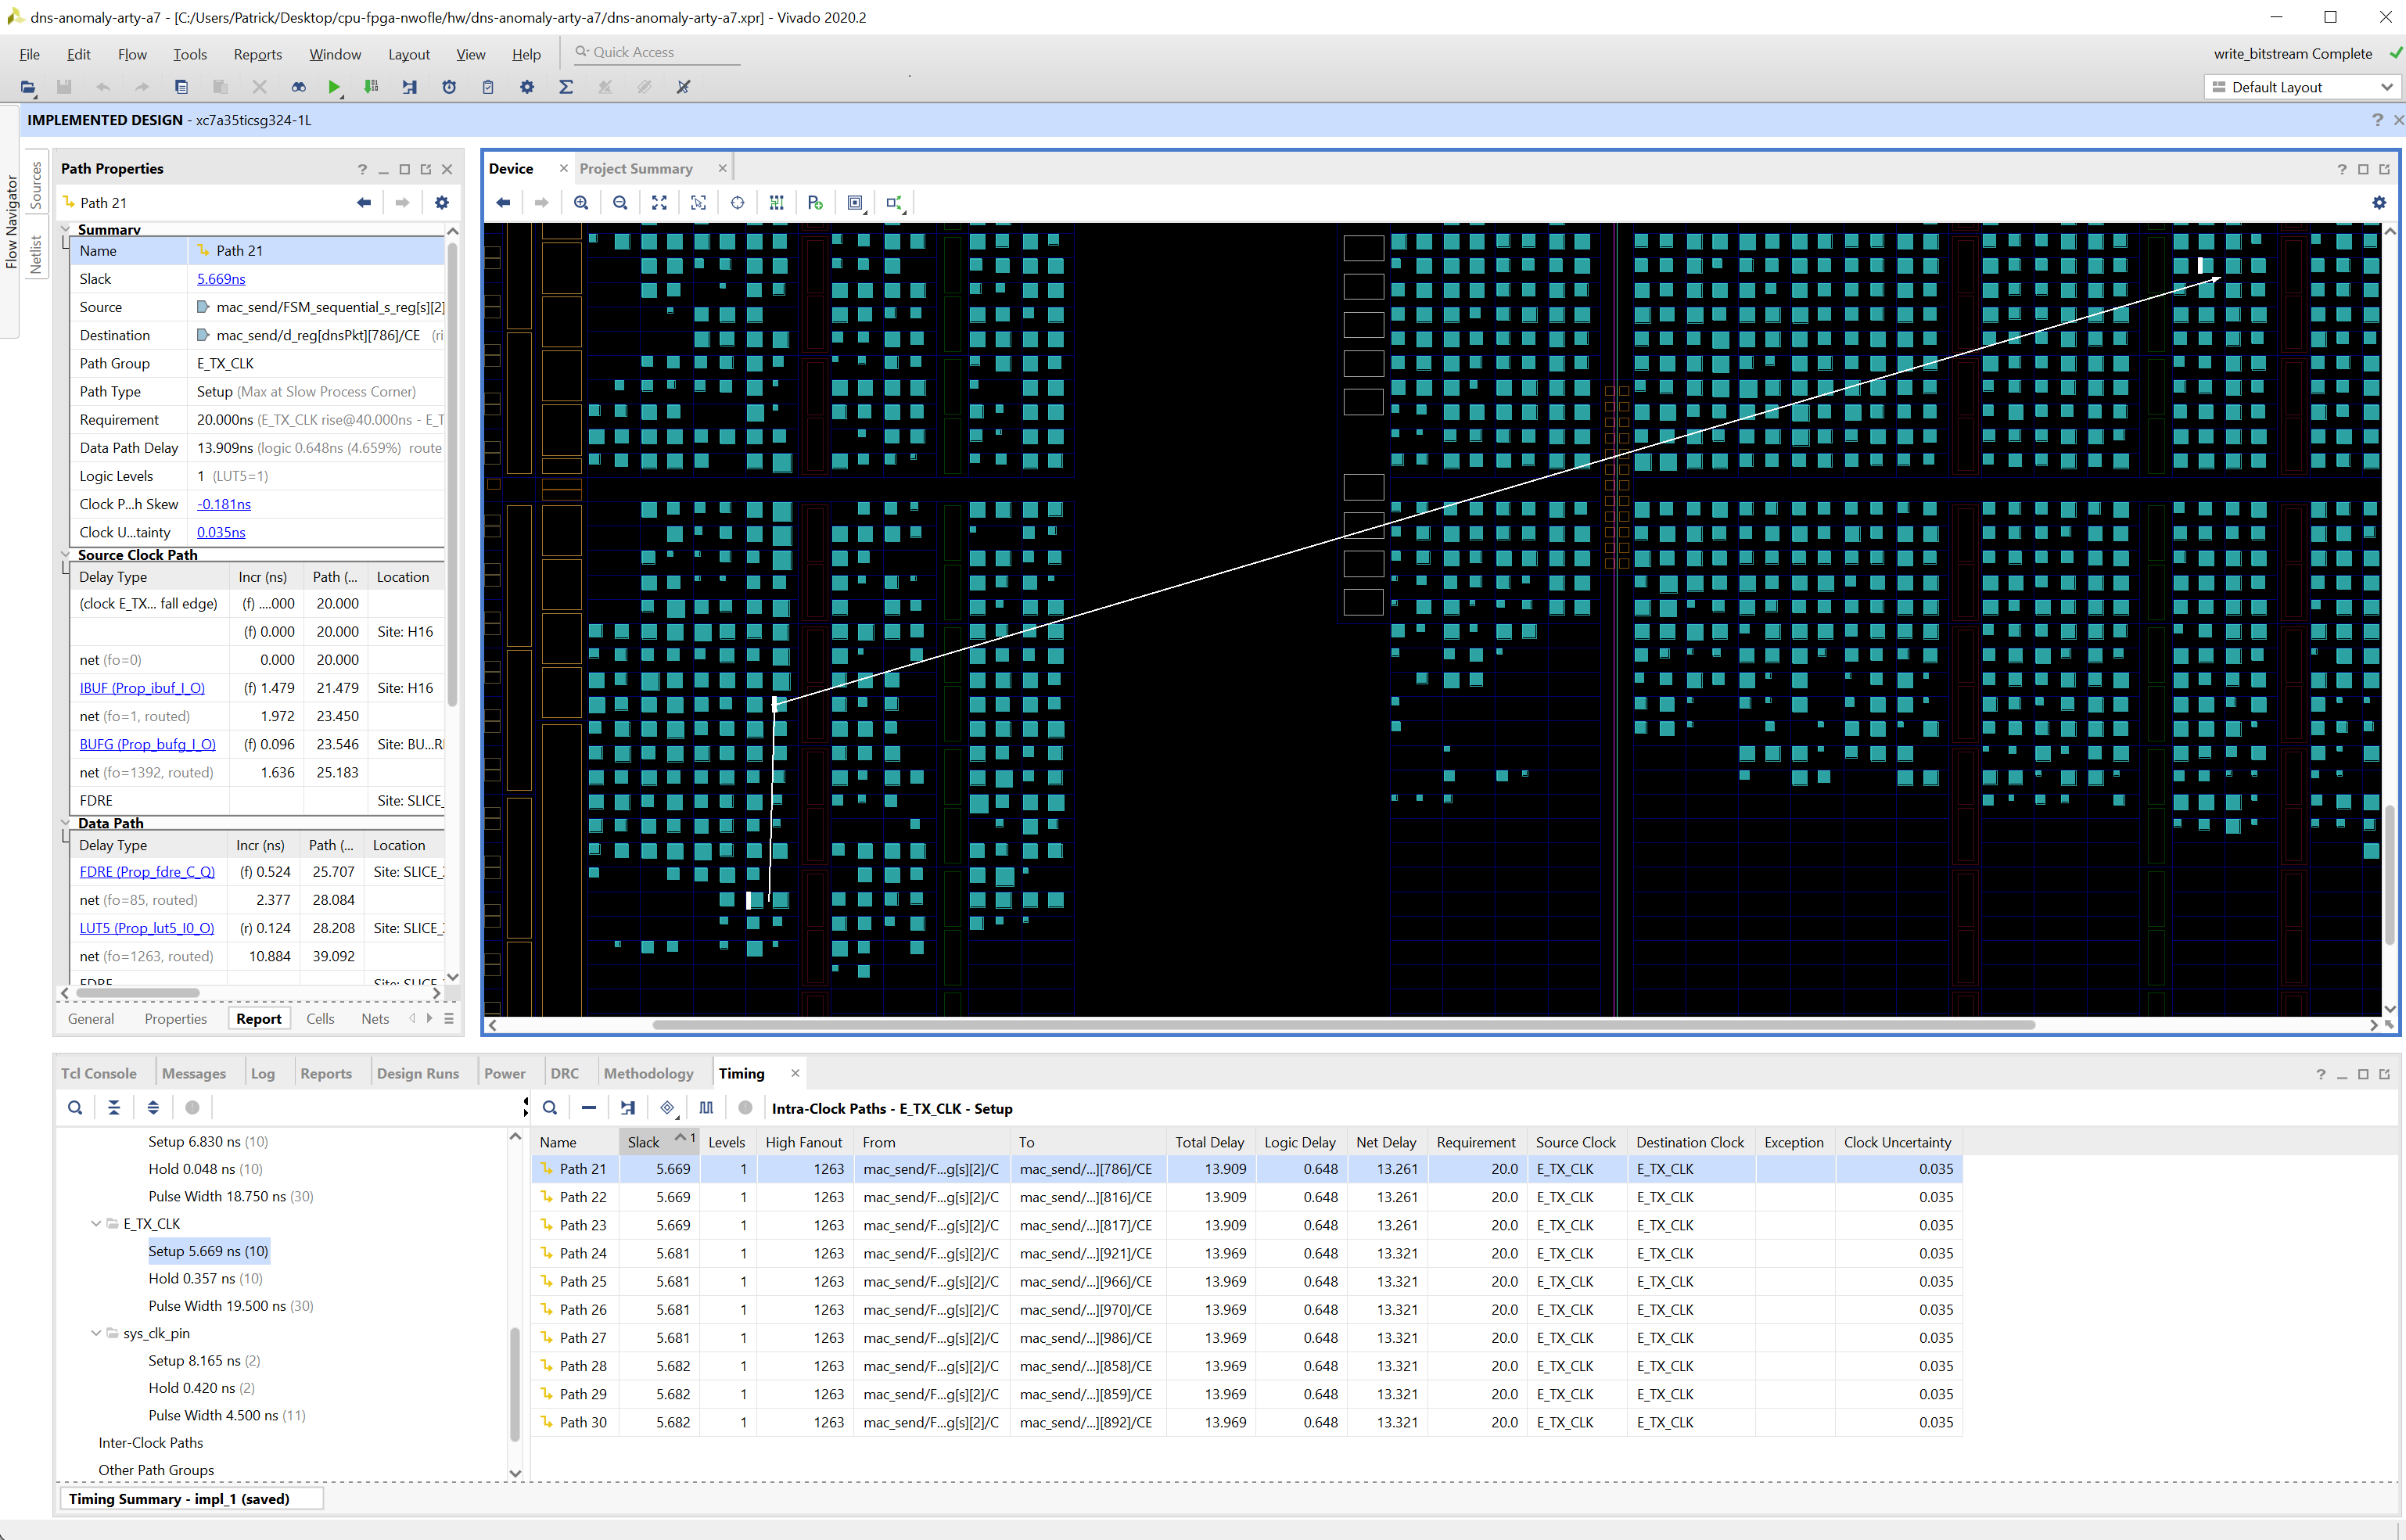 dns-anomaly-arty-a7 - [C:/Users/Patrick/Desktop/cpu-fpga-nwofle/hw/dns-anomaly-arty-a7/dns-anomaly-arty-a7.xpr] - Vivado 2020.2
File Edit Flow Tools Reports Window Layout View Help Quick Access
write_bitstream Complete
Default Layout
IMPLEMENTED DESIGN - xc7a35ticsg324-1L
Flow Navigator
Sources
Netlist
Path Properties
Path 21
Summary
Name Path 21
Slack 5.669ns
Source mac_send/FSM_sequential_s_reg[s][2]
Destination mac_send/d_reg[dnsPkt][786]/CE (ri
Path Group E_TX_CLK
Path Type Setup (Max at Slow Process Corner)
Requirement 20.000ns (E_TX_CLK rise@40.000ns - E_T
Data Path Delay 13.909ns (logic 0.648ns (4.659%) route
Logic Levels 1 (LUT5=1)
Clock P...h Skew -0.181ns
Clock U...tainty 0.035ns
Source Clock Path
Delay Type Incr (ns) Path (... Location
(clock E_TX... fall edge) (f) ....000 20.000
(f) 0.000 20.000 Site: H16
net (fo=0) 0.000 20.000
IBUF (Prop_ibuf_I_O) (f) 1.479 21.479 Site: H16
net (fo=1, routed) 1.972 23.450
BUFG (Prop_bufg_I_O) (f) 0.096 23.546 Site: BU...RI
net (fo=1392, routed) 1.636 25.183
FDRE Site: SLICE_
Data Path
Delay Type Incr (ns) Path (... Location
FDRE (Prop_fdre_C_Q) (f) 0.524 25.707 Site: SLICE_
net (fo=85, routed) 2.377 28.084
LUT5 (Prop_lut5_I0_O) (r) 0.124 28.208 Site: SLICE_
net (fo=1263, routed) 10.884 39.092
FDRE Site: SLICE
General Properties Report Cells Nets
Device Project Summary
Tcl Console Messages Log Reports Design Runs Power DRC Methodology Timing
Setup 6.830 ns (10)
Hold 0.048 ns (10)
Pulse Width 18.750 ns (30)
E_TX_CLK
Setup 5.669 ns (10)
Hold 0.357 ns (10)
Pulse Width 19.500 ns (30)
sys_clk_pin
Setup 8.165 ns (2)
Hold 0.420 ns (2)
Pulse Width 4.500 ns (11)
Inter-Clock Paths
Other Path Groups
Timing Summary - impl_1 (saved)
Intra-Clock Paths - E_TX_CLK - Setup
Name Slack 1 Levels High Fanout From To Total Delay Logic Delay Net Delay Requirement Source Clock Destination Clock Exception Clock Uncertainty
Path 21 5.669 1 1263 mac_send/F...g[s][2]/C mac_send/...][786]/CE 13.909 0.648 13.261 20.0 E_TX_CLK E_TX_CLK 0.035
Path 22 5.669 1 1263 mac_send/F...g[s][2]/C mac_send/...][816]/CE 13.909 0.648 13.261 20.0 E_TX_CLK E_TX_CLK 0.035
Path 23 5.669 1 1263 mac_send/F...g[s][2]/C mac_send/...][817]/CE 13.909 0.648 13.261 20.0 E_TX_CLK E_TX_CLK 0.035
Path 24 5.681 1 1263 mac_send/F...g[s][2]/C mac_send/...][921]/CE 13.969 0.648 13.321 20.0 E_TX_CLK E_TX_CLK 0.035
Path 25 5.681 1 1263 mac_send/F...g[s][2]/C mac_send/...][966]/CE 13.969 0.648 13.321 20.0 E_TX_CLK E_TX_CLK 0.035
Path 26 5.681 1 1263 mac_send/F...g[s][2]/C mac_send/...][970]/CE 13.969 0.648 13.321 20.0 E_TX_CLK E_TX_CLK 0.035
Path 27 5.681 1 1263 mac_send/F...g[s][2]/C mac_send/...][986]/CE 13.969 0.648 13.321 20.0 E_TX_CLK E_TX_CLK 0.035
Path 28 5.682 1 1263 mac_send/F...g[s][2]/C mac_send/...][858]/CE 13.969 0.648 13.321 20.0 E_TX_CLK E_TX_CLK 0.035
Path 29 5.682 1 1263 mac_send/F...g[s][2]/C mac_send/...][859]/CE 13.969 0.648 13.321 20.0 E_TX_CLK E_TX_CLK 0.035
Path 30 5.682 1 1263 mac_send/F...g[s][2]/C mac_send/...][892]/CE 13.969 0.648 13.321 20.0 E_TX_CLK E_TX_CLK 0.035